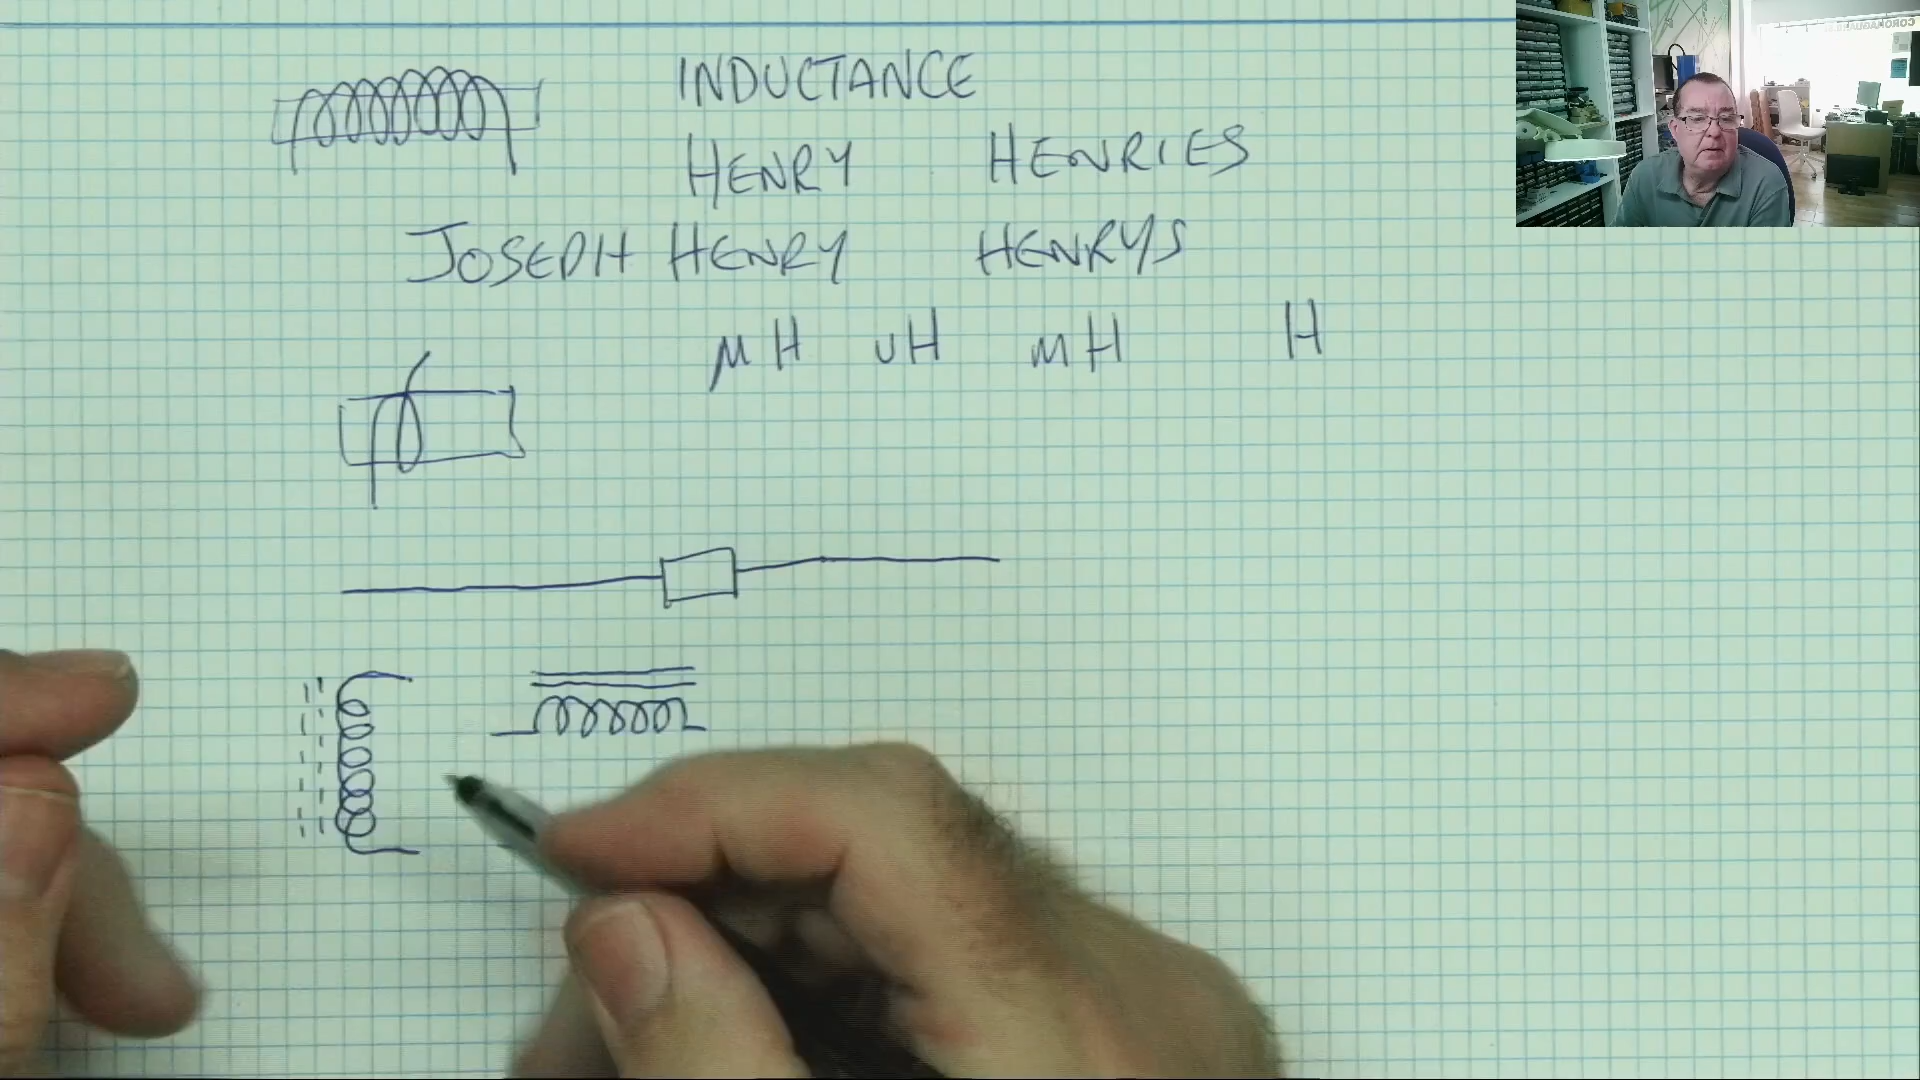 INDUCTANCE
HENRY HENRIES
JOSEPH HENRY HENRYS
μH uH mH H